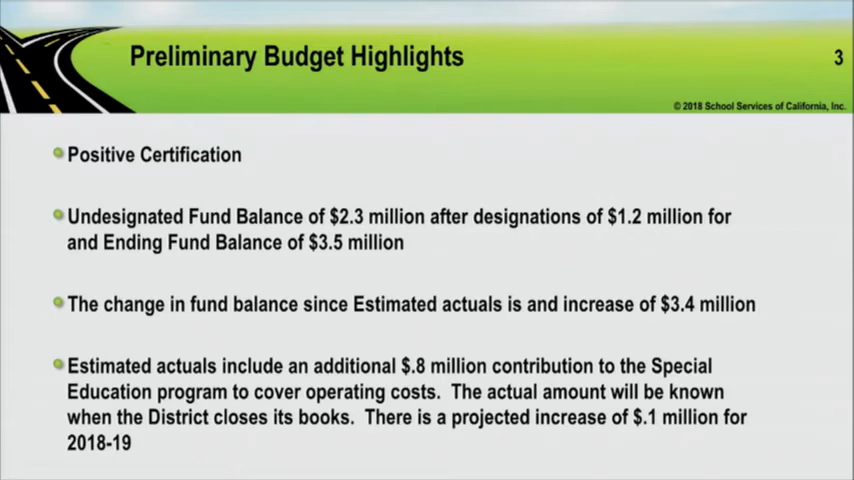 Preliminary Budget Highlights
3
© 2018 School Services of California, Inc.
Positive Certification
Undesignated Fund Balance of $2.3 million after designations of $1.2 million for
and Ending Fund Balance of $3.5 million
The change in fund balance since Estimated actuals is and increase of $3.4 million
Estimated actuals include an additional $.8 million contribution to the Special
Education program to cover operating costs. The actual amount will be known
when the District closes its books. There is a projected increase of $.1 million for
2018-19